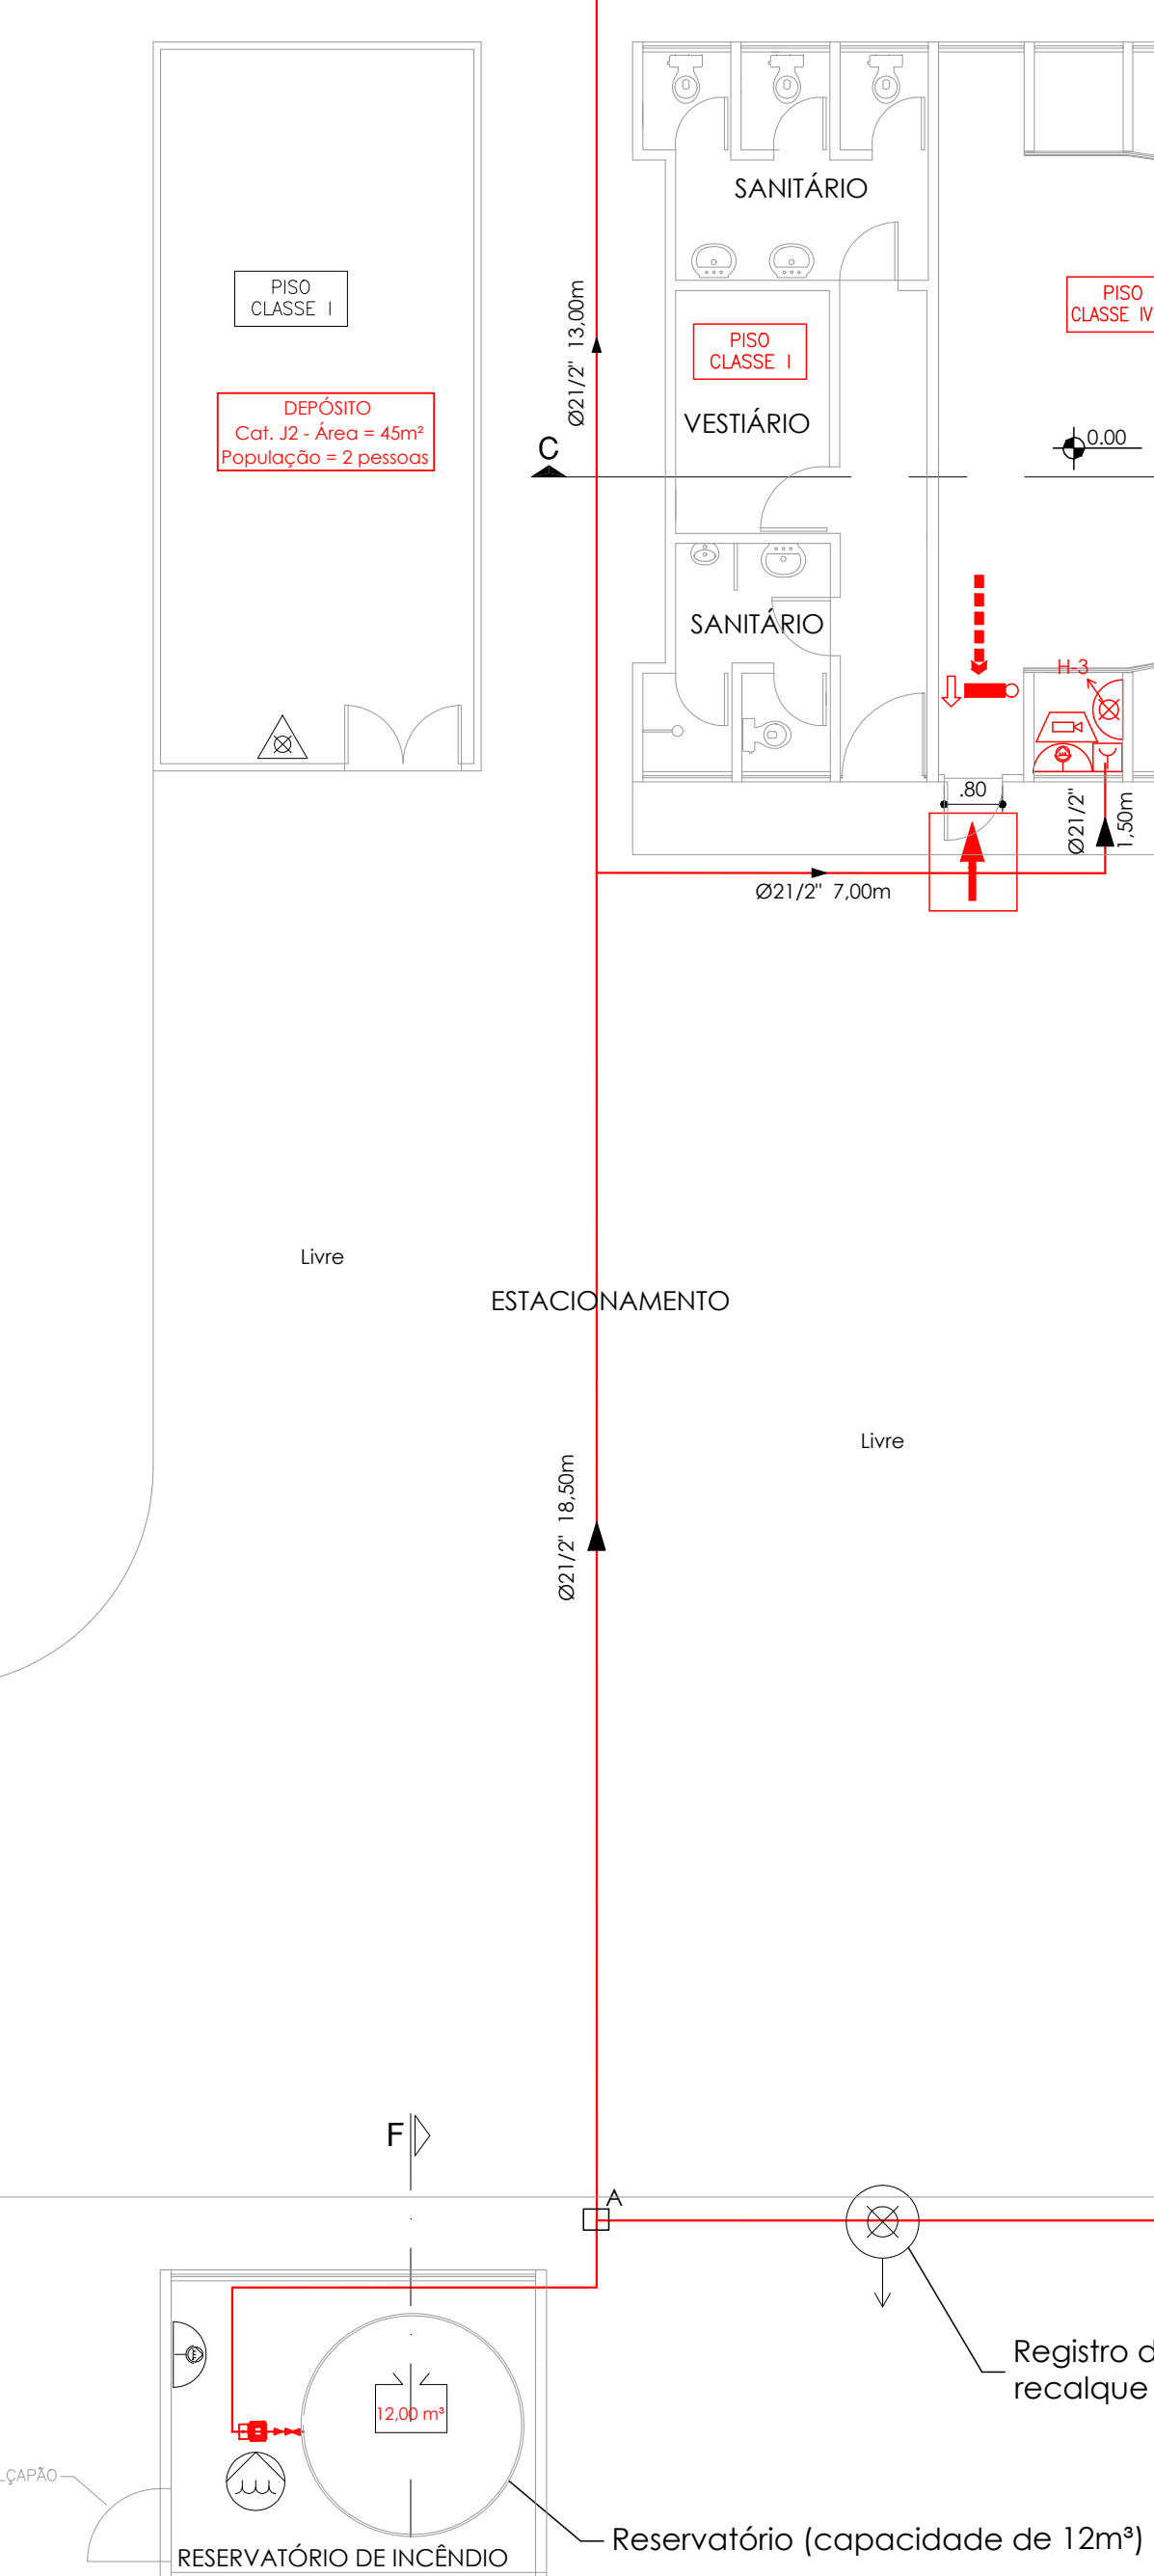 SANITÁRIO
PISO
CLASSE I
PISO
CLASSE IV
Ø21/2" 13,00m
PISO
CLASSE I
DEPÓSITO
Cat. J2 - Área = 45m²
População = 2 pessoas
VESTIÁRIO
C
0.00
SANITÁRIO
H-3
.80
Ø21/2"
1,50m
Ø21/2" 7,00m
Livre
ESTACIONAMENTO
Livre
Ø21/2" 18,50m
F
A
Registro d
recalque
12,00 m³
ÇAPÃO
Reservatório (capacidade de 12m³)
RESERVATÓRIO DE INCÊNDIO